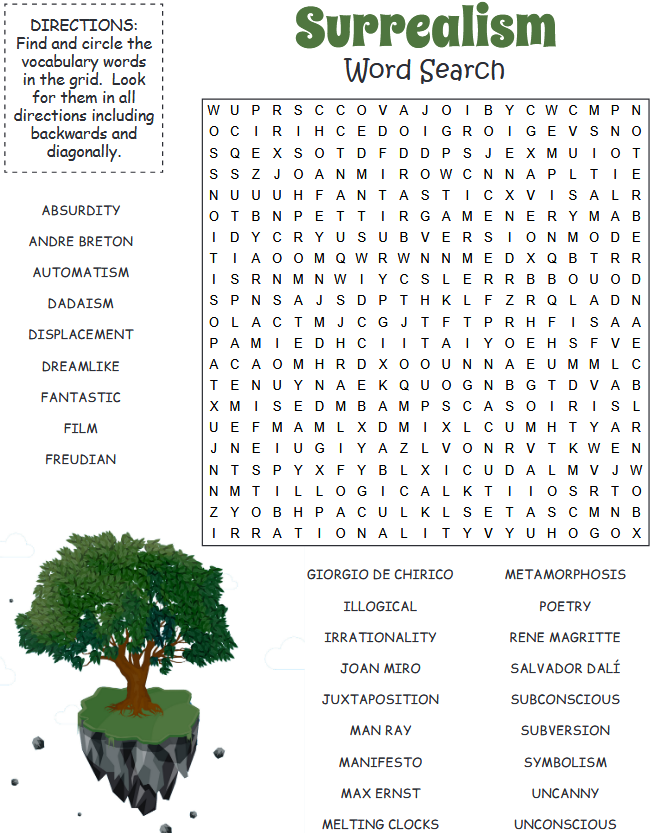 DIRECTIONS:
Find and circle the
vocabulary words
in the grid. Look
for them in all
directions including
backwards and
diagonally.
Surrealism
Word Search
W U P R S C C O V A J O I B Y C W C M P N
O C I R I H C E D O I G R O I G E V S N O
S Q E X S O T D F D D P S J E X M U I O T
S S Z J O A N M I R O W C N N A P L T I E
N U U U H F A N T A S T I C X V I S A L R
O T B N P E T T I R G A M E N E R Y M A B
I D Y C R Y U S U B V E R S I O N M O D E
T I A O O M Q W R W N N M E D X Q B T R R
I S R N M N W I Y C S L E R R B B O U O D
S P N S A J S D P T H K L F Z R Q L A D N
O L A C T M J C G J T F T P R H F I S A A
P A M I E D H C I I T A I Y O E H S F V E
A C A O M H R D X O O U N N A E U M M L C
T E N U Y N A E K Q U O G N B G T D V A B
X M I S E D M B A M P S C A S O I R I S L
U E F M A M L X D M I X L C U M H T Y A R
J N E I U G I Y A Z L V O N R V T K W E N
N T S P Y X F Y B L X I C U D A L M V J W
N M T I L L O G I C A L K T I I O S R T O
Z Y O B H P A C U L K L S E T A S C M N B
I R R A T I O N A L I T Y V Y U H O G O X
ABSURDITY
ANDRE BRETON
AUTOMATISM
DADAISM
DISPLACEMENT
DREAMLIKE
FANTASTIC
FILM
FREUDIAN
GIORGIO DE CHIRICO
ILLOGICAL
IRRATIONALITY
JOAN MIRO
JUXTAPOSITION
MAN RAY
MANIFESTO
MAX ERNST
MELTING CLOCKS
METAMORPHOSIS
POETRY
RENE MAGRITTE
SALVADOR DALÍ
SUBCONSCIOUS
SUBVERSION
SYMBOLISM
UNCANNY
UNCONSCIOUS